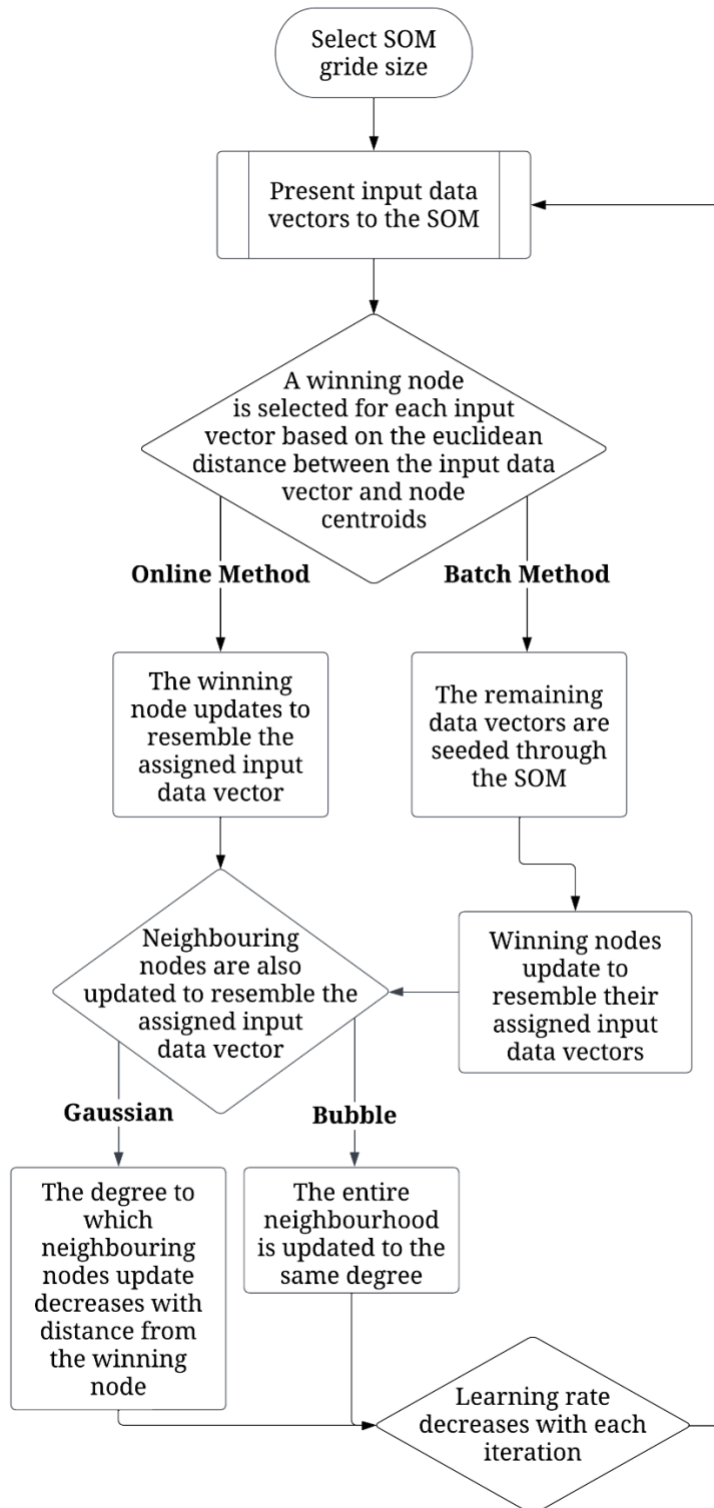 Select SOM
gride size
Present input data
vectors to the SOM
A winning node
is selected for each input
vector based on the euclidean
distance between the input data
vector and node
centroids
Online Method
Batch Method
The winning
node updates to
resemble the
assigned input
data vector
The remaining
data vectors are
seeded through
the SOM
Neighbouring
nodes are also
updated to resemble the
assigned input
data vector
Winning nodes
update to
resemble their
assigned input
data vectors
Gaussian
Bubble
The degree to
which
neighbouring
nodes update
decreases with
distance from
the winning
node
The entire
neighbourhood
is updated to the
same degree
Learning rate
decreases with each
iteration